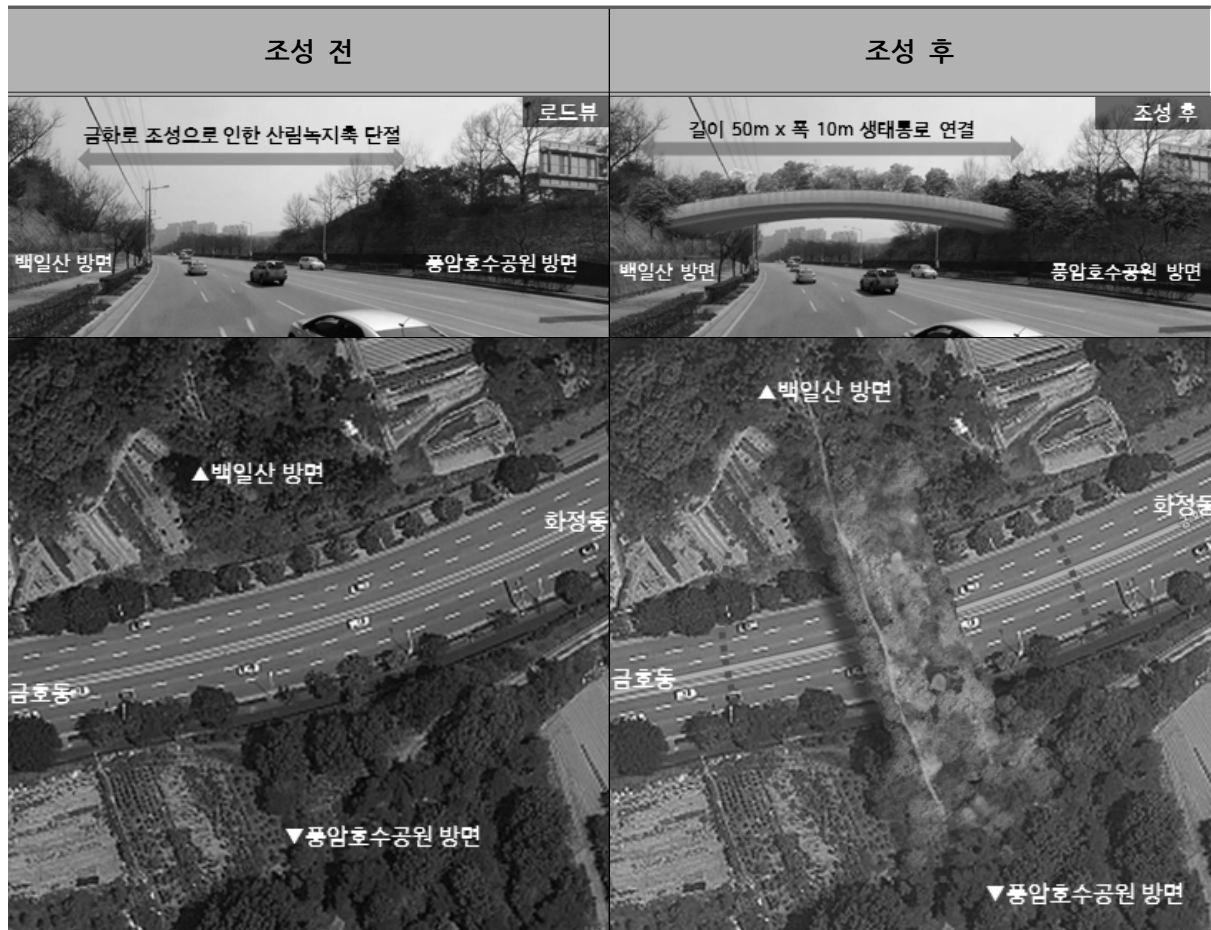 조성 전
조성 후
로드뷰
금화로 조성으로 인한 산림녹지축 단절
백일산 방면
풍암호수공원 방면
조성 후
길이 50m x 폭 10m 생태통로 연결
백일산 방면
풍암호수공원 방면
▲백일산 방면
화정동
금호동
▼풍암호수공원 방면
▲백일산 방면
화정동
금호동
▼풍암호수공원 방면